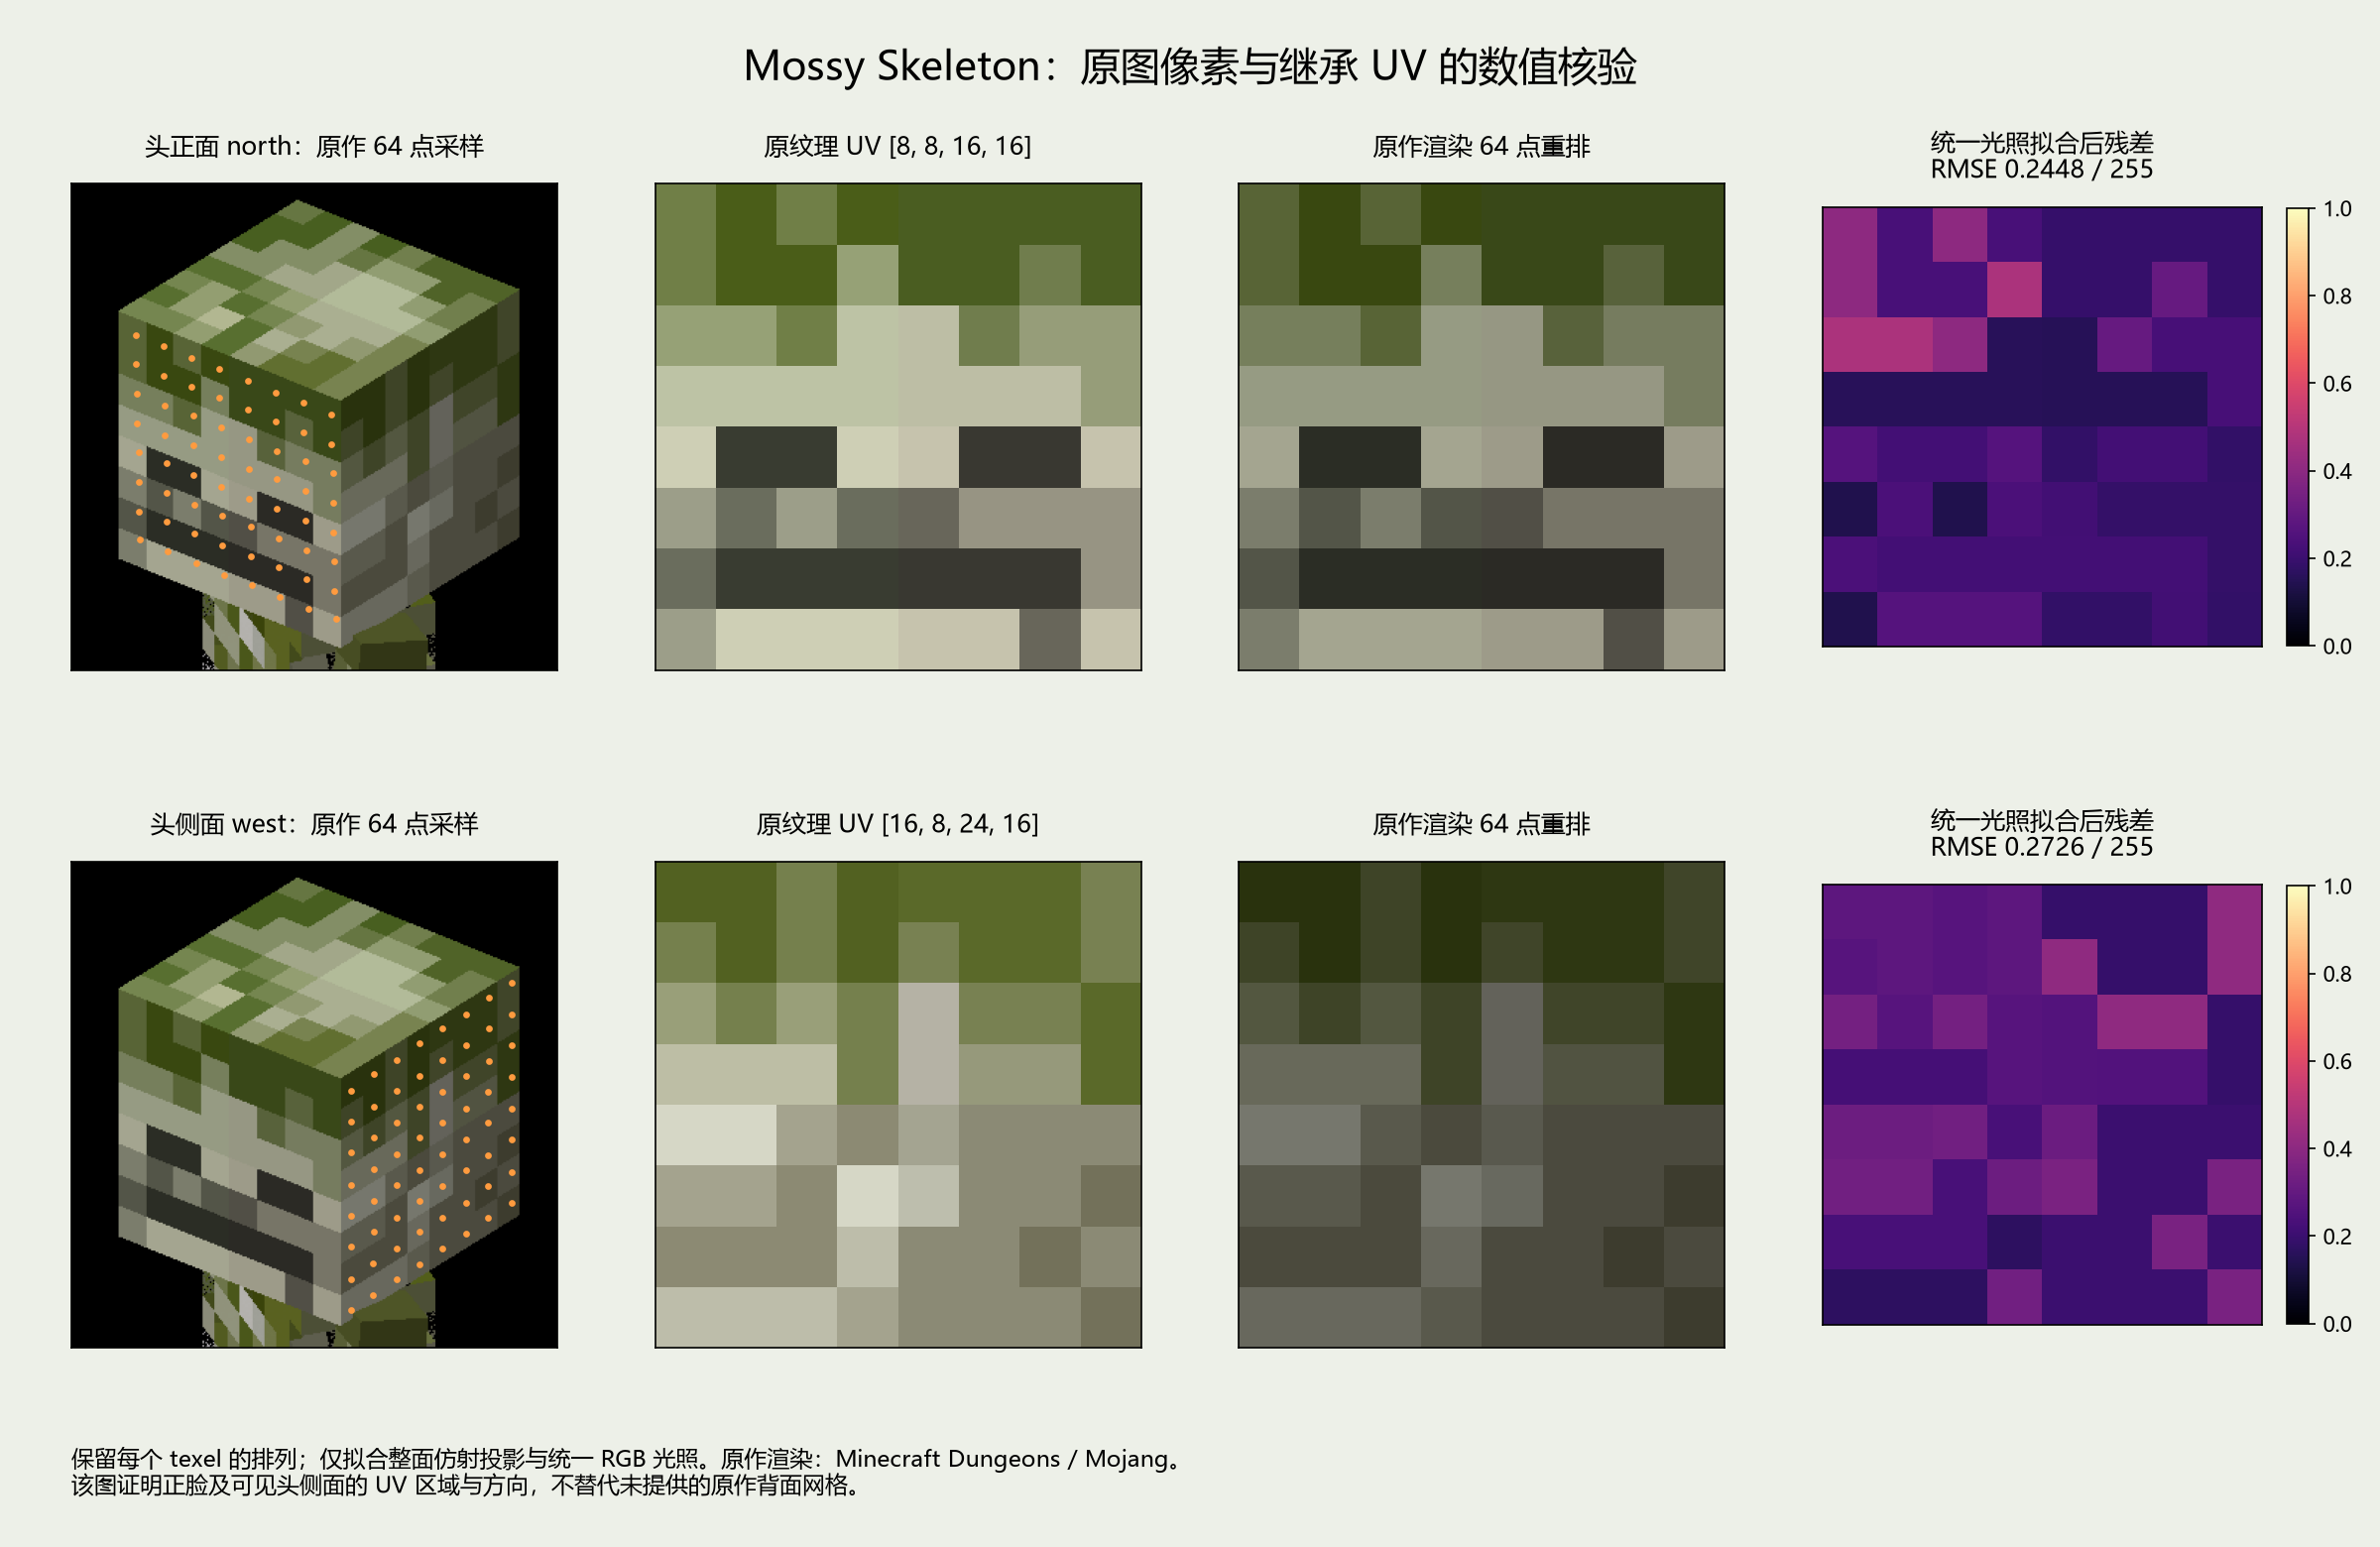 Mossy Skeleton：原图像素与继承 UV 的数值核验
头正面 north：原作 64 点采样
原纹理 UV [8, 8, 16, 16]
原作渲染 64 点重排
统一光照拟合后残差
RMSE 0.2448 / 255
1.0
0.8
0.6
0.4
0.2
0.0
头侧面 west：原作 64 点采样
原纹理 UV [16, 8, 24, 16]
原作渲染 64 点重排
统一光照拟合后残差
RMSE 0.2726 / 255
1.0
0.8
0.6
0.4
0.2
0.0
保留每个 texel 的排列；仅拟合整面仿射投影与统一 RGB 光照。原作渲染：Minecraft Dungeons / Mojang。
该图证明正脸及可见头侧面的 UV 区域与方向，不替代未提供的原作背面网格。